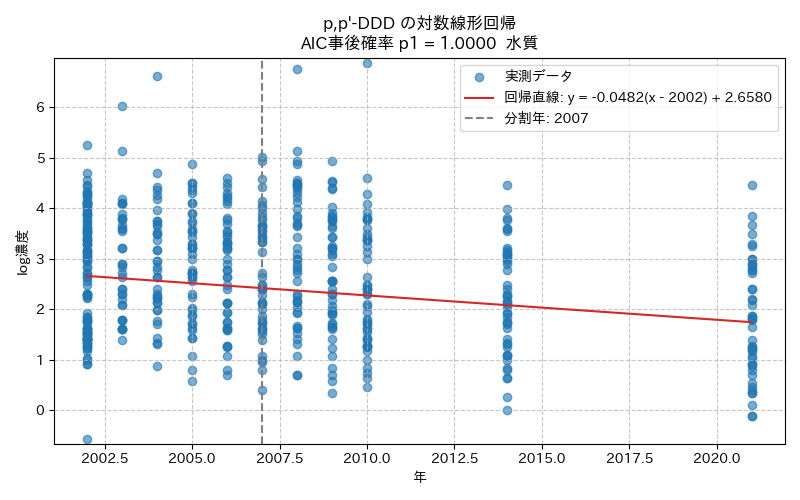 p,p'-DDD の対数線形回帰
AIC事後確率 p1 = 1.0000  水質
実測データ
回帰直線: y = -0.0482(x - 2002) + 2.6580
分割年: 2007
log濃度
6
5
4
3
2
1
0
2002.5 2005.0 2007.5 2010.0 2012.5 2015.0 2017.5 2020.0
年